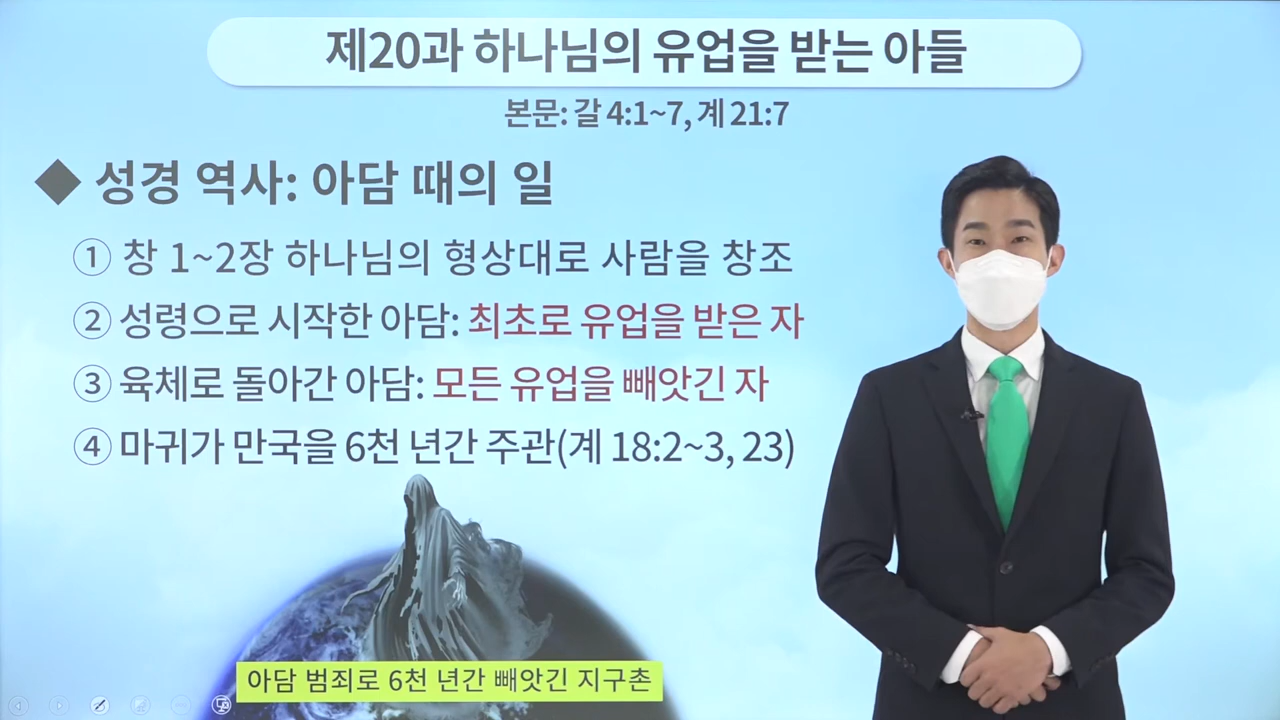 제20과 하나님의 유업을 받는 아들
본문: 갈 4:1~7, 계 21:7
◆ 성경 역사: 아담 때의 일
① 창 1~2장 하나님의 형상대로 사람을 창조
② 성령으로 시작한 아담: 최초로 유업을 받은 자
③ 육체로 돌아간 아담: 모든 유업을 빼앗긴 자
④ 마귀가 만국을 6천 년간 주관(계 18:2~3, 23)
아담 범죄로 6천 년간 빼앗긴 지구촌